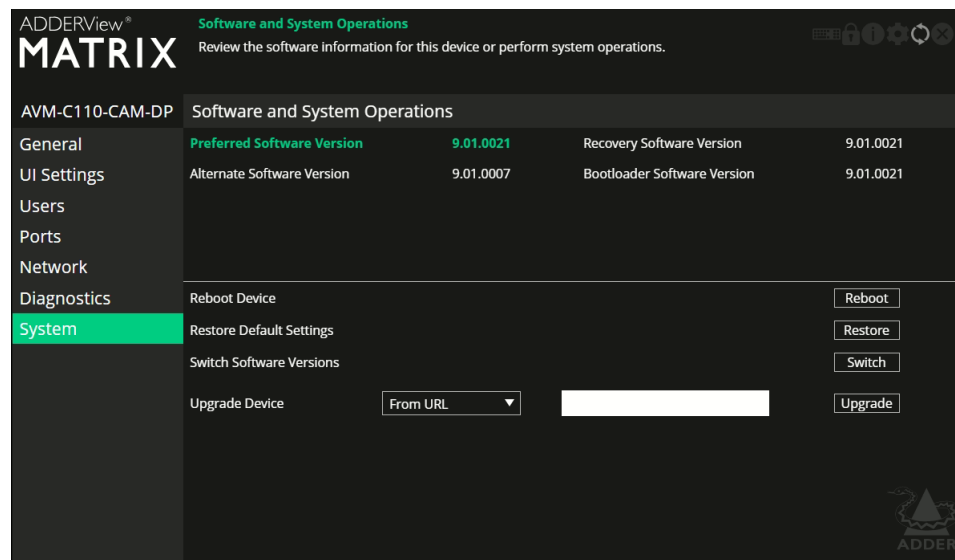 ADDERView®
MATRIX
Software and System Operations
Review the software information for this device or perform system operations.
AVM-C110-CAM-DP
Software and System Operations
General
UI Settings
Users
Ports
Network
Diagnostics
System
Preferred Software Version 9.01.0021 Recovery Software Version 9.01.0021
Alternate Software Version 9.01.0007 Bootloader Software Version 9.01.0021
Reboot Device Reboot
Restore Default Settings Restore
Switch Software Versions Switch
Upgrade Device From URL Upgrade
ADDER